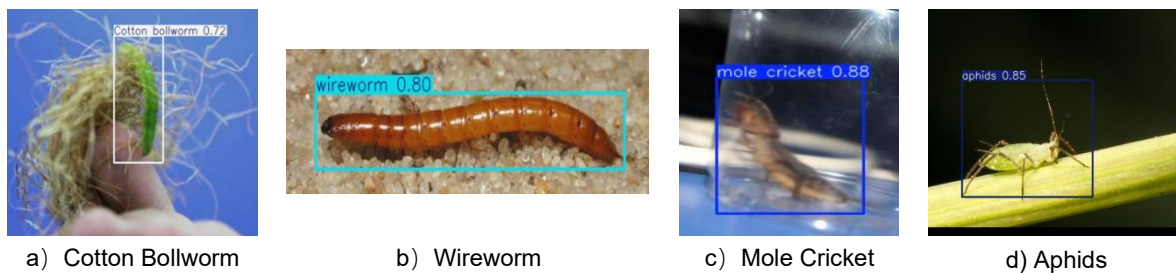 Cotton bollworm 0.72
wireworm 0.80
mole cricket 0.88
aphids 0.85
a） Cotton Bollworm
b） Wireworm
c） Mole Cricket
d) Aphids